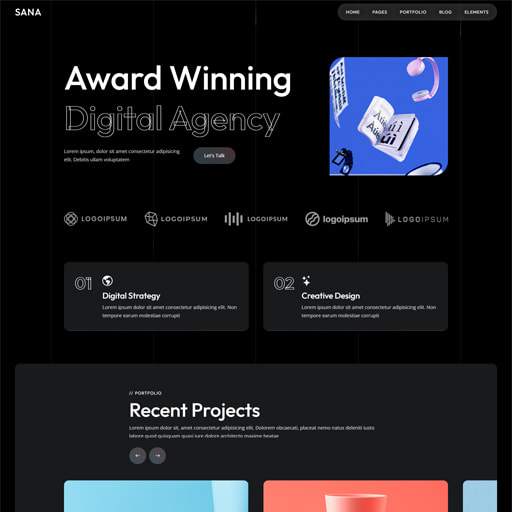 SANA
HOME PAGES PORTFOLIO BLOG ELEMENTS
Award Winning
Digital Agency
Lorem ipsum, dolor sit amet consectetur adipisicing
elit. Debitis ullam voluptatem
Let's Talk
LOGOIPSUM LOGOIPSUM LOGOIPSUM logoipsum LOGOIPSUM
01
Digital Strategy
Lorem ipsum dolor sit amet consectetur adipisicing elit. Non
tempore earum molestiae corrupti
02
Creative Design
Lorem ipsum dolor sit amet consectetur adipisicing elit. Non
tempore earum molestiae corrupti
// PORTFOLIO
Recent Projects
Lorem ipsum dolor sit amet consectetur adipisicing elit. Dolorem obcaecati, placeat nemo natus iusto
labore quod quisquam quasi iure dolore architecto maxime beatae